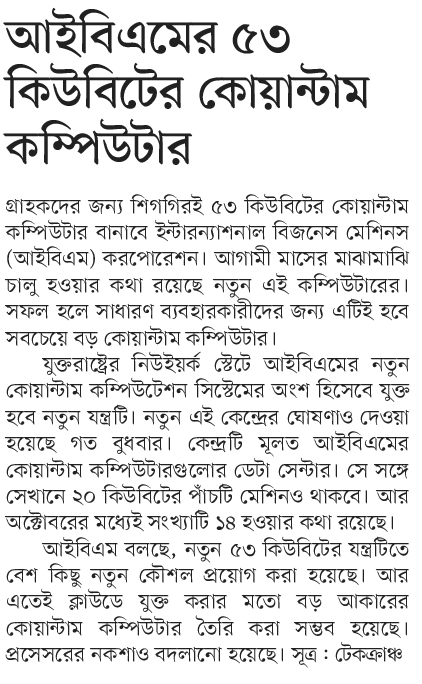 আইবিএমের ৫৩
কিউবিটের কোয়ান্টাম
কম্পিউটার
গ্রাহকদের জন্য শিগগিরই ৫৩ কিউবিটের কোয়ান্টাম
কম্পিউটার বানাবে ইন্টারন্যাশনাল বিজনেস মেশিনস
(আইবিএম) করপোরেশন। আগামী মাসের মাঝামাঝি
চালু হওয়ার কথা রয়েছে নতুন এই কম্পিউটারের।
সফল হলে সাধারণ ব্যবহারকারীদের জন্য এটিই হবে
সবচেয়ে বড় কোয়ান্টাম কম্পিউটার।
যুক্তরাষ্ট্রের নিউইয়র্ক স্টেটে আইবিএমের নতুন
কোয়ান্টাম কম্পিউটেশন সিস্টেমের অংশ হিসেবে যুক্ত
হবে নতুন যন্ত্রটি। নতুন এই কেন্দ্রের ঘোষণাও দেওয়া
হয়েছে গত বুধবার। কেন্দ্রটি মূলত আইবিএমের
কোয়ান্টাম কম্পিউটারগুলোর ডেটা সেন্টার। সে সঙ্গে
সেখানে ২০ কিউবিটের পাঁচটি মেশিনও থাকবে। আর
অক্টোবরের মধ্যেই সংখ্যাটি ১৪ হওয়ার কথা রয়েছে।
আইবিএম বলছে, নতুন ৫৩ কিউবিটের যন্ত্রটিতে
বেশ কিছু নতুন কৌশল প্রয়োগ করা হয়েছে। আর
এতেই ক্লাউডে যুক্ত করার মতো বড় আকারের
কোয়ান্টাম কম্পিউটার তৈরি করা সম্ভব হয়েছে।
প্রসেসরের নকশাও বদলানো হয়েছে। সূত্র : টেকক্রাঞ্চ